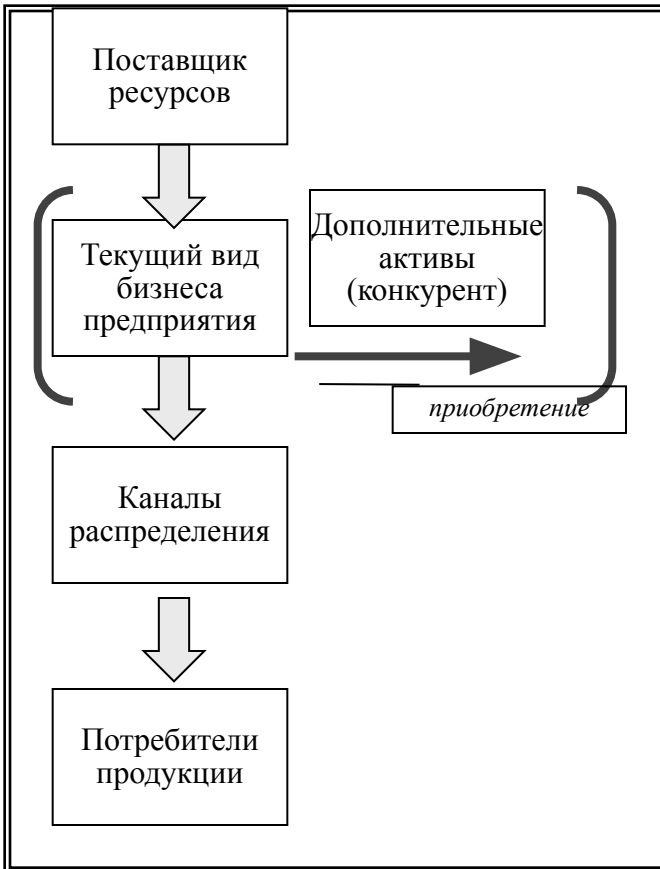 Поставщик
ресурсов
Текущий вид
бизнеса
предприятия
Дополнительные
активы
(конкурент)
приобретение
Каналы
распределения
Потребители
продукции